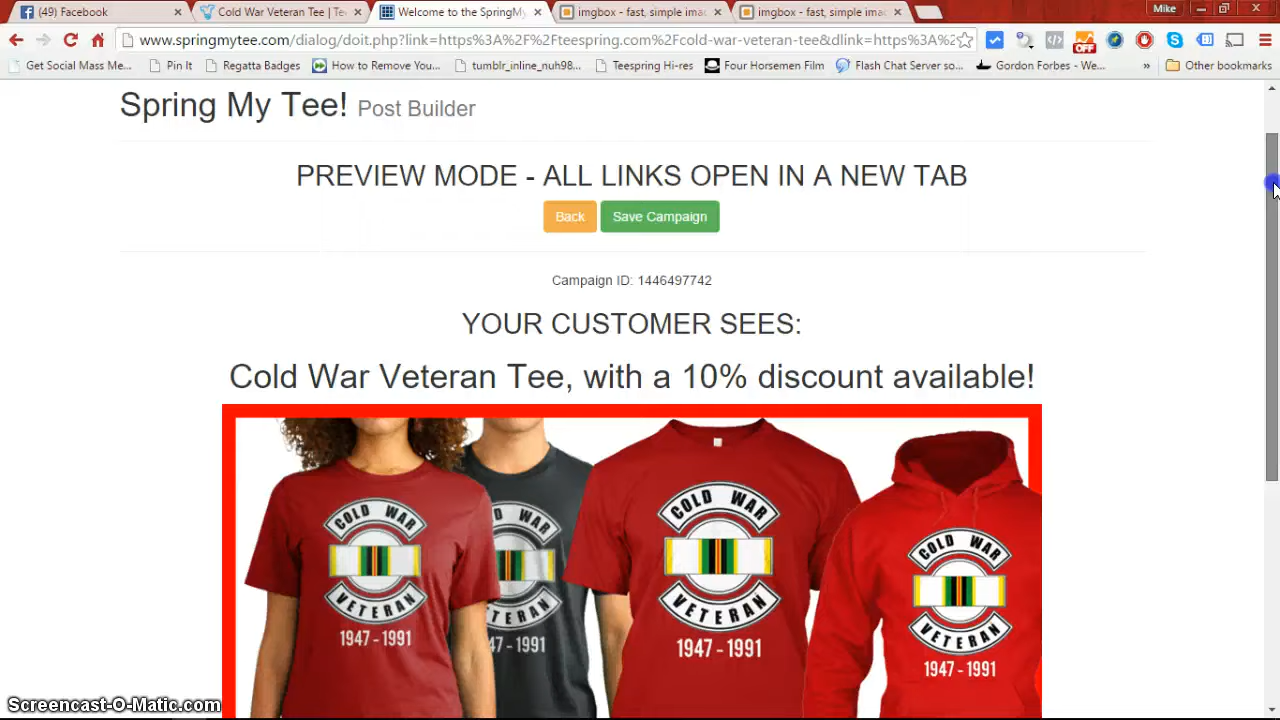 (49) Facebook
Cold War Veteran Tee | Te
Welcome to the SpringMy
imgbox - fast, simple ima
imgbox - fast, simple ima
Mike
www.springmytee.com/dialog/doit.php?link=https%3A%2F%2Fteespring.com%2Fcold-war-veteran-tee&dlink=https%3A%2
OFF
Get Social Mass Me...
Pin It
Regatta Badges
How to Remove You...
tumblr_inline_nuh98...
Teespring Hi-res
Four Horsemen Film
Flash Chat Server so...
Gordon Forbes - We...
»
Other bookmarks
Spring My Tee! Post Builder
PREVIEW MODE - ALL LINKS OPEN IN A NEW TAB
Back
Save Campaign
Campaign ID: 1446497742
YOUR CUSTOMER SEES:
Cold War Veteran Tee, with a 10% discount available!
COLD WAR
VETERAN
1947 - 1991
LD WAR
ETERAN
947 - 1991
COLD WAR
VETERAN
1947 - 1991
COLD WAR
VETERAN
1947 - 1991
Screencast-O-Matic.com